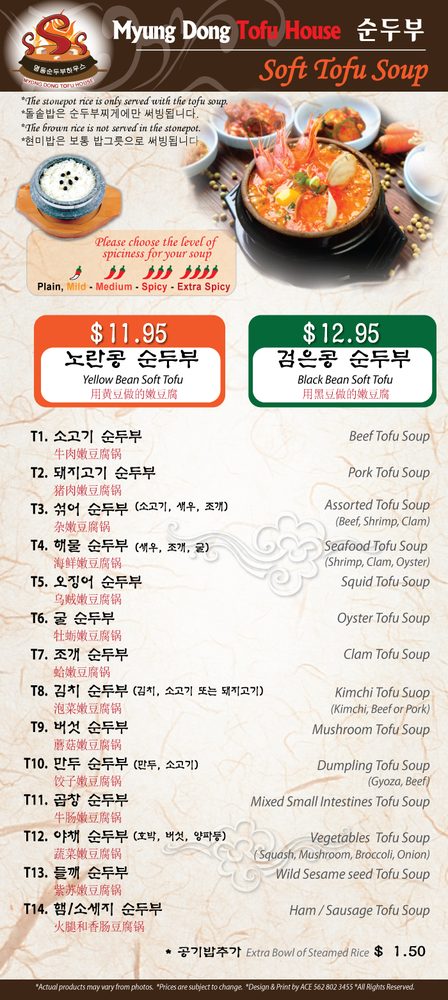 명동순두부하우스
MYUNG DONG TOFU HOUSE
Myung Dong Tofu House 순두부
Soft Tofu Soup
*The stonepot rice is only served with the tofu soup.
*돌솥밥은 순두부찌게에만 써빙됩니다.
*The brown rice is not served in the stonepot.
*현미밥은 보통 밥그릇으로 써빙됩니다
Please choose the level of
spiciness for your soup
Plain, Mild - Medium - Spicy - Extra Spicy
$11.95
노란콩 순두부
Yellow Bean Soft Tofu
用黄豆做的嫩豆腐
$12.95
검은콩 순두부
Black Bean Soft Tofu
用黑豆做的嫩豆腐
T1. 소고기 순두부 Beef Tofu Soup
牛肉嫩豆腐锅
T2. 돼지고기 순두부 Pork Tofu Soup
猪肉嫩豆腐锅
T3. 섞어 순두부 (소고기, 새우, 조개) Assorted Tofu Soup
杂嫩豆腐锅 (Beef, Shrimp, Clam)
T4. 해물 순두부 (새우, 조개, 굴) Seafood Tofu Soup
海鲜嫩豆腐锅 (Shrimp, Clam, Oyster)
T5. 오징어 순두부 Squid Tofu Soup
乌贼嫩豆腐锅
T6. 굴 순두부 Oyster Tofu Soup
牡蛎嫩豆腐锅
T7. 조개 순두부 Clam Tofu Soup
蛤嫩豆腐锅
T8. 김치 순두부 (김치, 소고기 또는 돼지고기) Kimchi Tofu Suop
泡菜嫩豆腐锅 (Kimchi, Beef or Pork)
T9. 버섯 순두부 Mushroom Tofu Soup
蘑菇嫩豆腐锅
T10. 만두 순두부 (만두, 소고기) Dumpling Tofu Soup
饺子嫩豆腐锅 (Gyoza, Beef)
T11. 곱창 순두부 Mixed Small Intestines Tofu Soup
牛肠嫩豆腐锅
T12. 야채 순두부 (호박, 버섯, 양파등) Vegetables Tofu Soup
蔬菜嫩豆腐锅 (Squash, Mushroom, Broccoli, Onion)
T13. 들깨 순두부 Wild Sesame seed Tofu Soup
紫苏嫩豆腐锅
T14. 햄/소세지 순두부 Ham / Sausage Tofu Soup
火腿和香肠豆腐锅
* 공기밥추가 Extra Bowl of Steamed Rice $ 1.50
*Actual products may vary from photos. *Prices are subject to change. *Design & Print by ACE 562 802 3455 *All Rights Reserved.